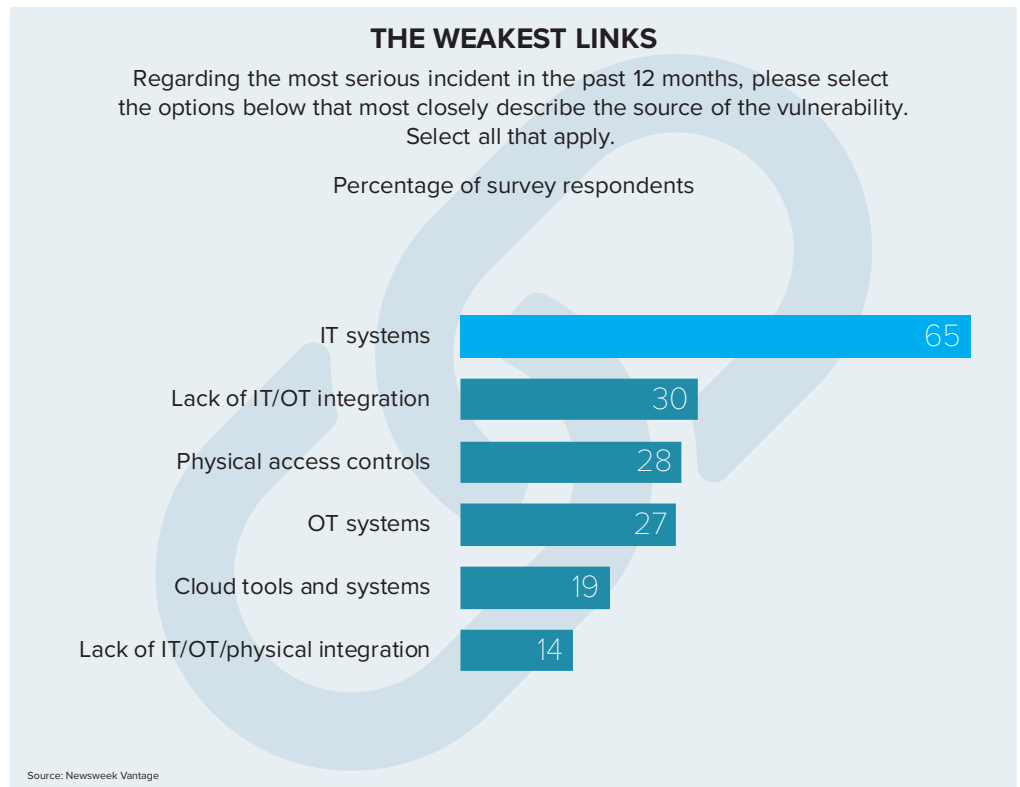 THE WEAKEST LINKS
Regarding the most serious incident in the past 12 months, please select
the options below that most closely describe the source of the vulnerability.
Select all that apply.
Percentage of survey respondents
IT systems 65
Lack of IT/OT integration 30
Physical access controls 28
OT systems 27
Cloud tools and systems 19
Lack of IT/OT/physical integration 14
Source: Newsweek Vantage